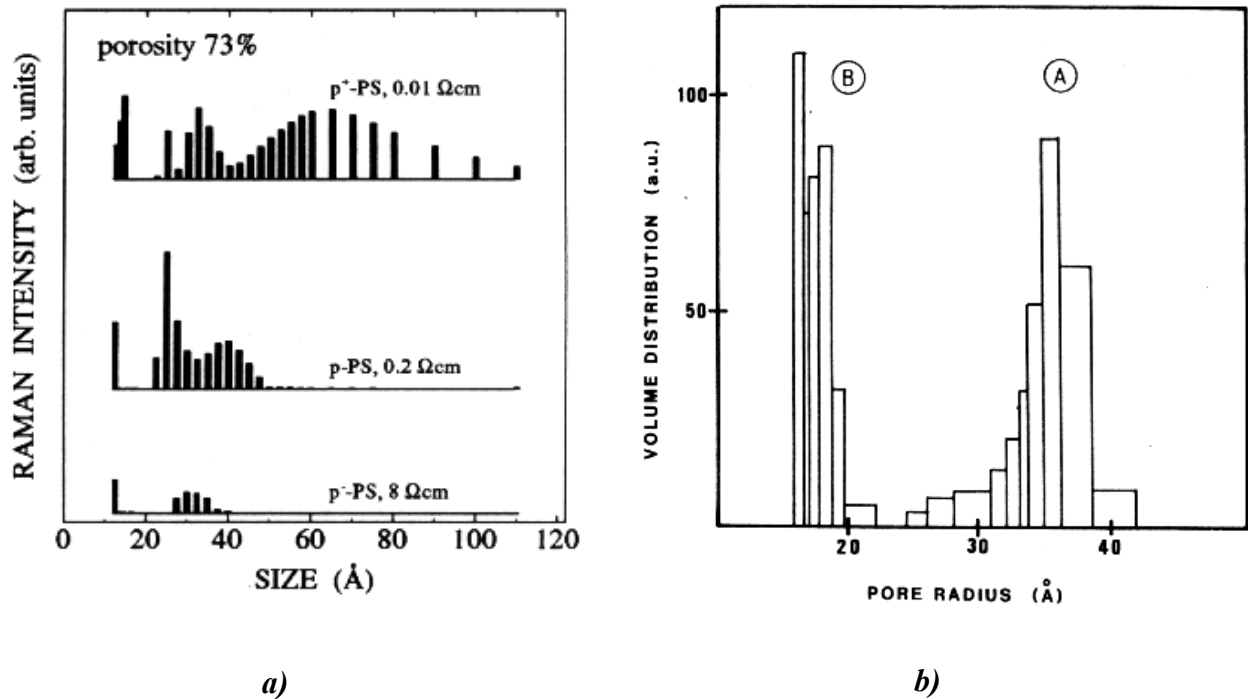 porosity 73%
p⁺-PS, 0.01 Ωcm
p-PS, 0.2 Ωcm
p⁻-PS, 8 Ωcm
RAMAN INTENSITY (arb. units)
0 20 40 60 80 100 120
SIZE (Å)
a)
B
A
100
50
VOLUME DISTRIBUTION (a.u.)
20 30 40
PORE RADIUS (Å)
b)